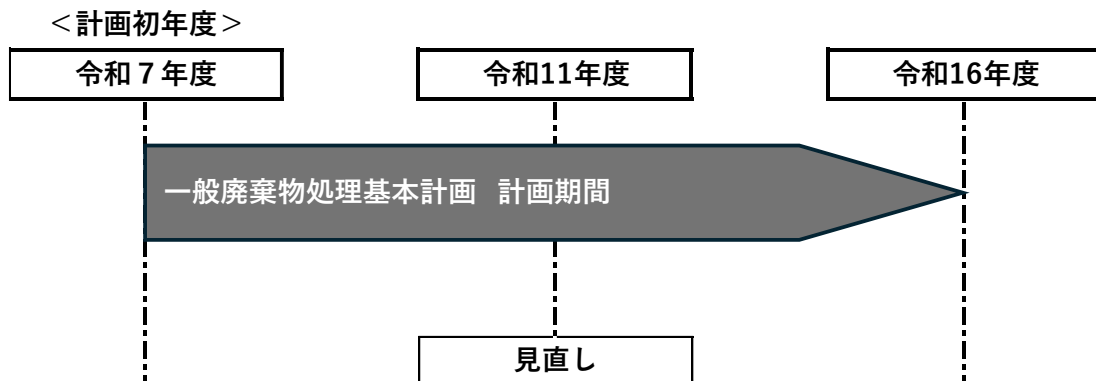 ＜計画初年度＞
令和７年度
令和11年度
令和16年度
一般廃棄物処理基本計画 計画期間
見直し